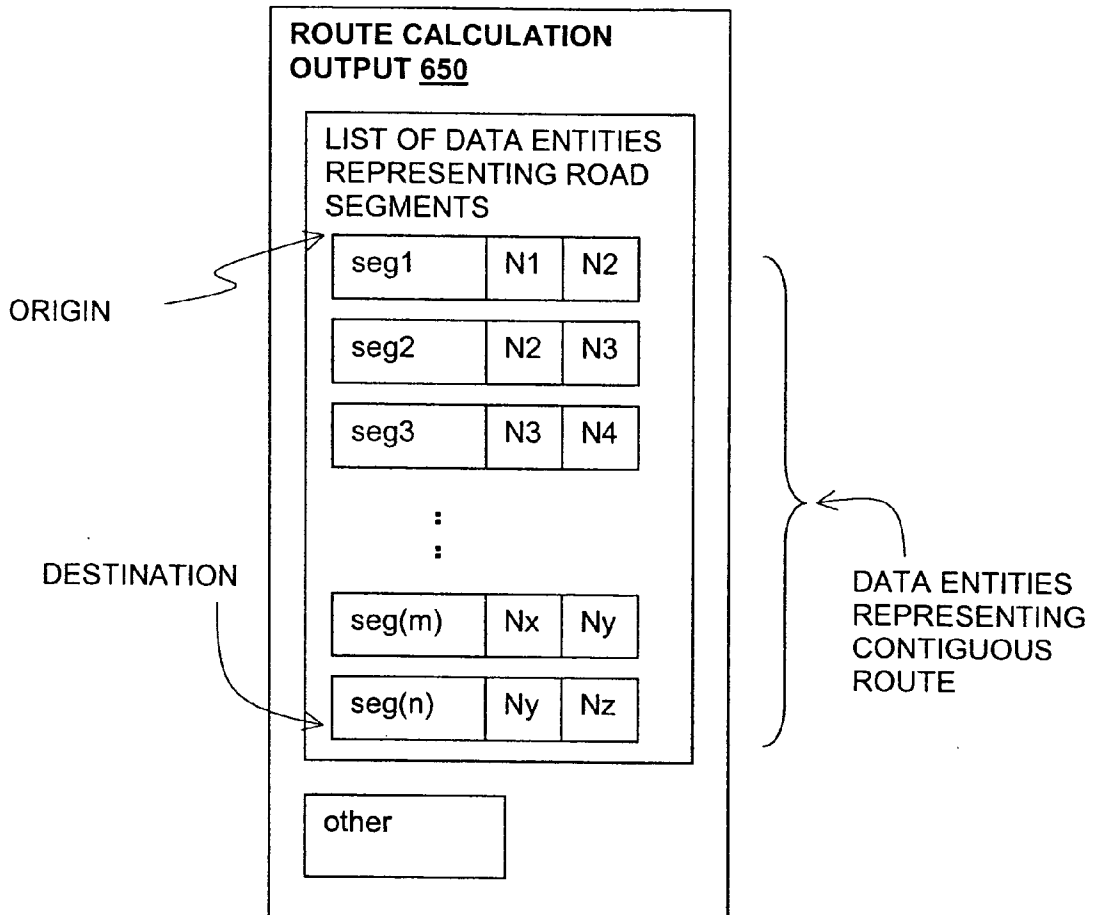 ROUTE CALCULATION
OUTPUT 650
LIST OF DATA ENTITIES
REPRESENTING ROAD
SEGMENTS
seg1 N1 N2
ORIGIN
seg2 N2 N3
seg3 N3 N4
:
:
DESTINATION
seg(m) Nx Ny
seg(n) Ny Nz
DATA ENTITIES
REPRESENTING
CONTIGUOUS
ROUTE
other